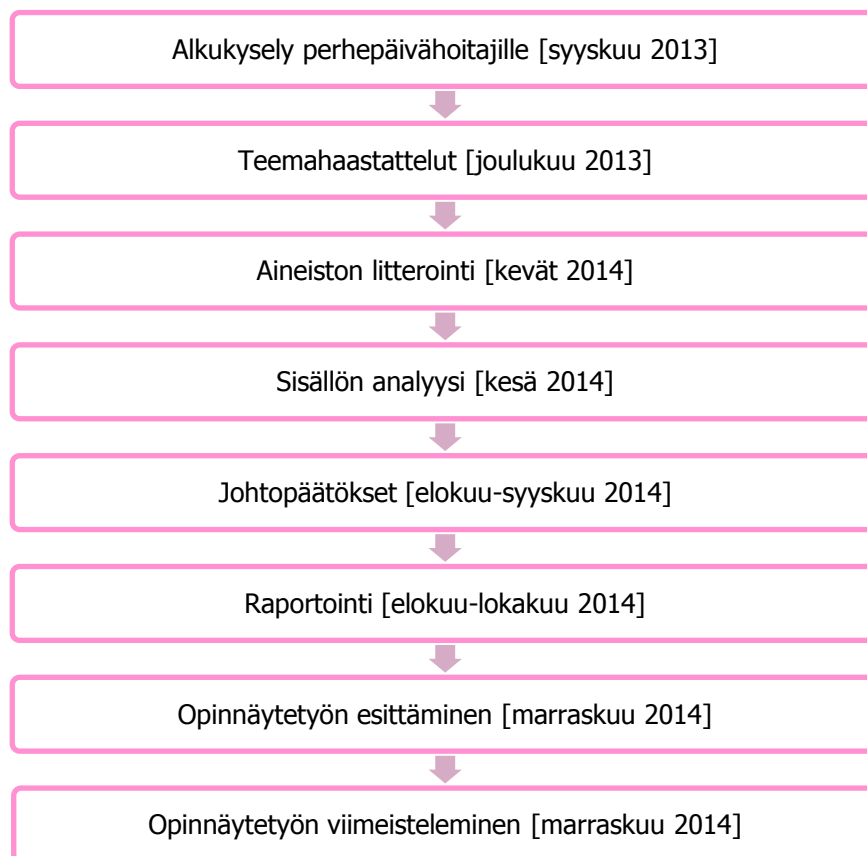 Alkukysely perhepäivähoitajille [syyskuu 2013]
Teemahaastattelut [joulukuu 2013]
Aineiston litterointi [kevät 2014]
Sisällön analyysi [kesä 2014]
Johtopäätökset [elokuu-syyskuu 2014]
Raportointi [elokuu-lokakuu 2014]
Opinnäytetyön esittäminen [marraskuu 2014]
Opinnäytetyön viimeisteleminen [marraskuu 2014]